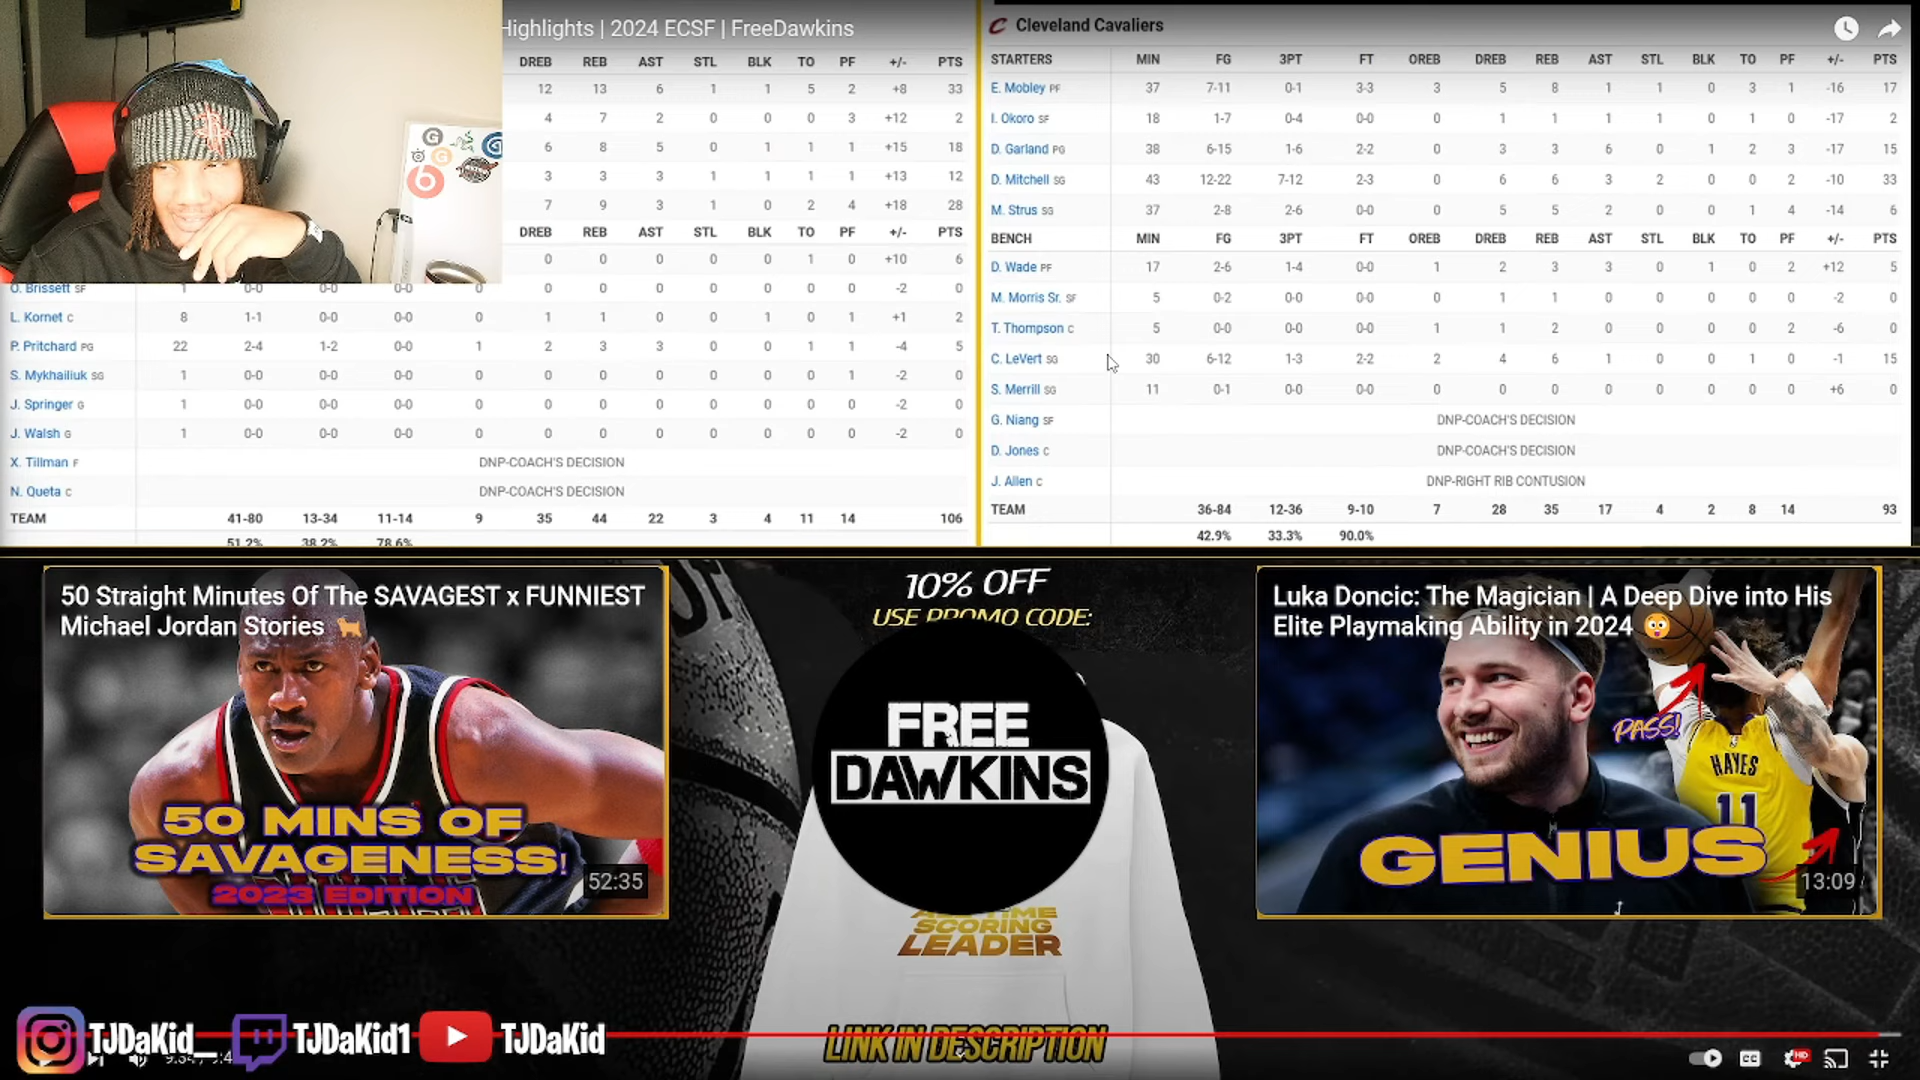 Highlights | 2024 ECSF | FreeDawkins
DREB REB AST STL BLK TO PF +/- PTS
12 13 6 1 1 5 2 +8 33
4 7 2 0 0 0 3 +12 2
6 8 5 0 1 1 1 +15 18
3 3 3 1 1 1 1 +13 12
7 9 3 1 0 2 4 +18 28
DREB REB AST STL BLK TO PF +/- PTS
0 0 0 0 0 1 0 +10 6
O. Brissett SF 1 0-0 0-0 0-0 0 0 0 0 0 0 0 0 -2 0
L. Kornet C 8 1-1 0-0 0-0 0 1 1 0 0 1 0 1 +1 2
P. Pritchard PG 22 2-4 1-2 0-0 1 2 3 3 0 0 1 1 -4 5
S. Mykhailiuk SG 1 0-0 0-0 0-0 0 0 0 0 0 0 0 1 -2 0
J. Springer G 1 0-0 0-0 0-0 0 0 0 0 0 0 0 0 -2 0
J. Walsh G 1 0-0 0-0 0-0 0 0 0 0 0 0 0 0 -2 0
X. Tillman F DNP-COACH'S DECISION
N. Queta C DNP-COACH'S DECISION
TEAM 41-80 13-34 11-14 9 35 44 22 3 4 11 14 106
51.2% 38.2% 78.6%
Cleveland Cavaliers
STARTERS MIN FG 3PT FT OREB DREB REB AST STL BLK TO PF +/- PTS
E. Mobley PF 37 7-11 0-1 3-3 3 5 8 1 1 0 3 1 -16 17
I. Okoro SF 18 1-7 0-4 0-0 0 1 1 1 1 0 1 0 -17 2
D. Garland PG 38 6-15 1-6 2-2 0 3 3 6 0 1 2 3 -17 15
D. Mitchell SG 43 12-22 7-12 2-3 0 6 6 3 2 0 0 2 -10 33
M. Strus SG 37 2-8 2-6 0-0 0 5 5 2 0 0 1 4 -14 6
BENCH MIN FG 3PT FT OREB DREB REB AST STL BLK TO PF +/- PTS
D. Wade PF 17 2-6 1-4 0-0 1 2 3 3 0 1 0 2 +12 5
M. Morris Sr. SF 5 0-2 0-0 0-0 0 1 1 0 0 0 0 0 -2 0
T. Thompson C 5 0-0 0-0 0-0 1 1 2 0 0 0 0 2 -6 0
C. LeVert SG 30 6-12 1-3 2-2 2 4 6 1 0 0 1 0 -1 15
S. Merrill SG 11 0-1 0-0 0-0 0 0 0 0 0 0 0 0 +6 0
G. Niang SF DNP-COACH'S DECISION
D. Jones C DNP-COACH'S DECISION
J. Allen C DNP-RIGHT RIB CONTUSION
TEAM 36-84 12-36 9-10 7 28 35 17 4 2 8 14 93
42.9% 33.3% 90.0%
50 Straight Minutes Of The SAVAGEST x FUNNIEST
Michael Jordan Stories
50 MINS OF
SAVAGENESS!
2023 EDITION
52:35
10% OFF
USE PROMO CODE:
FREE
DAWKINS
ALL TIME
SCORING
LEADER
LINK IN DESCRIPTION
Luka Doncic: The Magician | A Deep Dive into His
Elite Playmaking Ability in 2024
PASS!
HAYES
11
GENIUS
13:09
TJDaKid_
TJDaKid1
TJDaKid
CC
HD